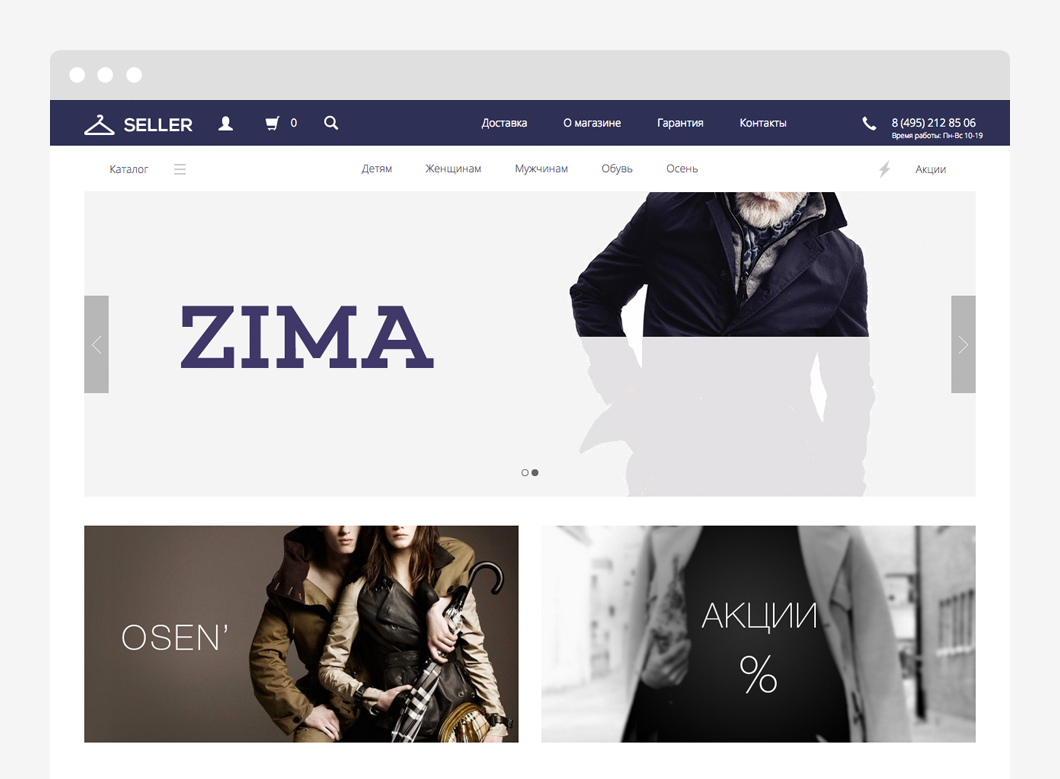 SELLER
0
Доставка
О магазине
Гарантия
Контакты
8 (495) 212 85 06
Время работы: Пн-Вс 10-19
Каталог
Детям
Женщинам
Мужчинам
Обувь
Осень
Акции
ZIMA
OSEN’
АКЦИИ
%